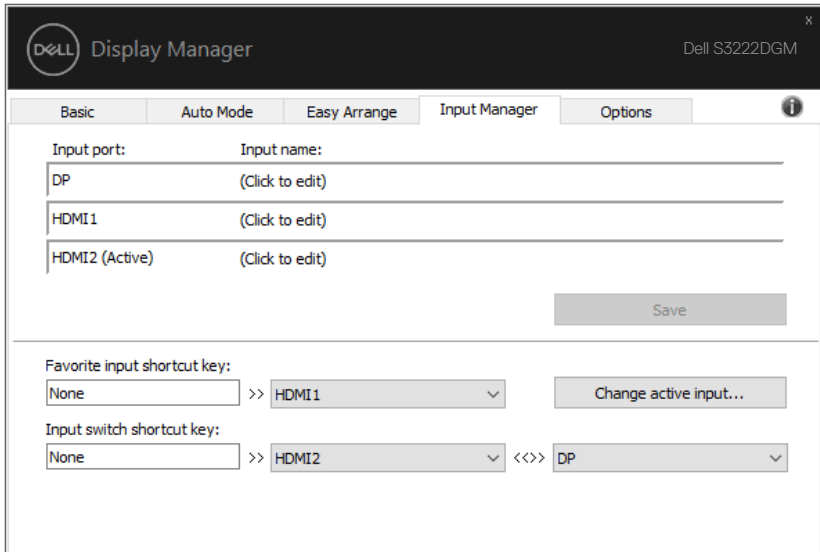 x
DELL Display Manager Dell S3222DGM
Basic Auto Mode Easy Arrange Input Manager Options i
Input port: Input name:
DP (Click to edit)
HDMI1 (Click to edit)
HDMI2 (Active) (Click to edit)
Save
Favorite input shortcut key:
None >> HDMI1 Change active input...
Input switch shortcut key:
None >> HDMI2 <<>> DP